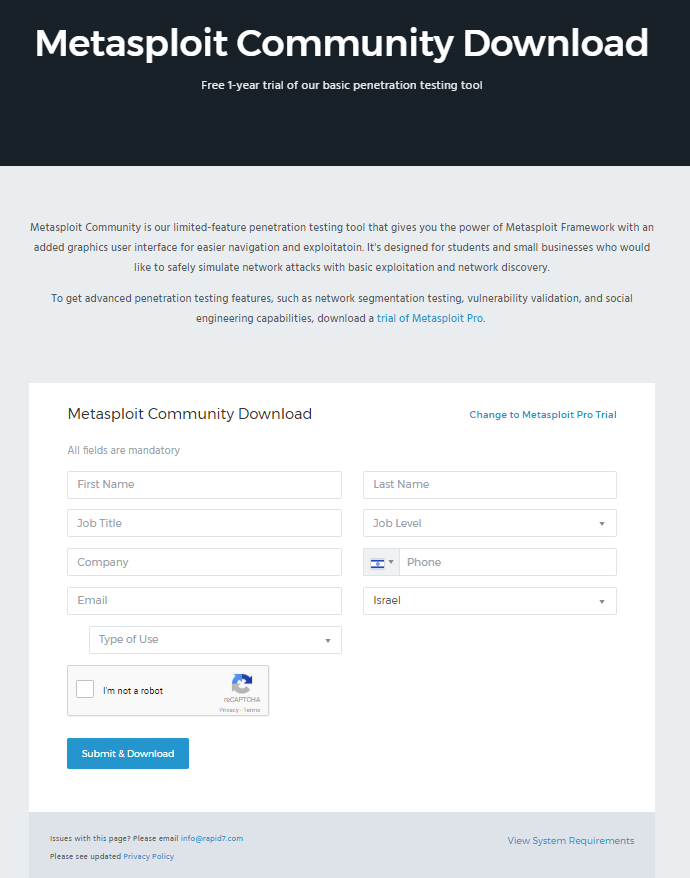 Metasploit Community Download
Free 1-year trial of our basic penetration testing tool
Metasploit Community is our limited-feature penetration testing tool that gives you the power of Metasploit Framework with an
added graphics user interface for easier navigation and exploitatoin. It's designed for students and small businesses who would
like to safely simulate network attacks with basic exploitation and network discovery.
To get advanced penetration testing features, such as network segmentation testing, vulnerability validation, and social
engineering capabilities, download a trial of Metasploit Pro.
Metasploit Community Download
Change to Metasploit Pro Trial
All fields are mandatory
First Name
Last Name
Job Title
Job Level
Company
Phone
Email
Israel
Type of Use
I'm not a robot
reCAPTCHA
Privacy - Terms
Submit & Download
Issues with this page? Please email info@rapid7.com
View System Requirements
Please see updated Privacy Policy